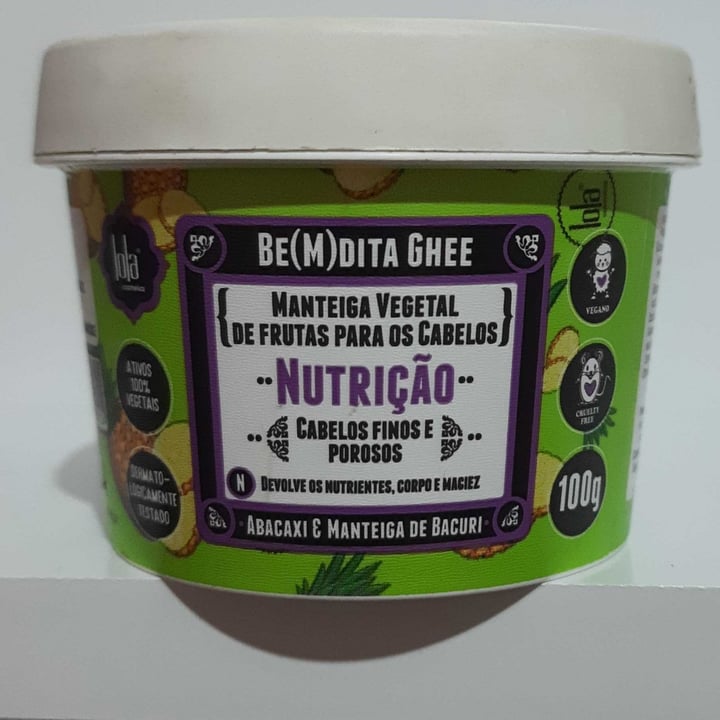 lola
cosmetics
lola
BE(M)DITA GHEE
MANTEIGA VEGETAL
DE FRUTAS PARA OS CABELOS
NUTRIÇÃO
CABELOS FINOS E
POROSOS
N DEVOLVE OS NUTRIENTES, CORPO E MACIEZ
ABACAXI & MANTEIGA DE BACURI
ATIVOS
100%
VEGETAIS
DERMATO-
LOGICAMENTE
TESTADO
VEGANO
CRUELTY
FREE
100g